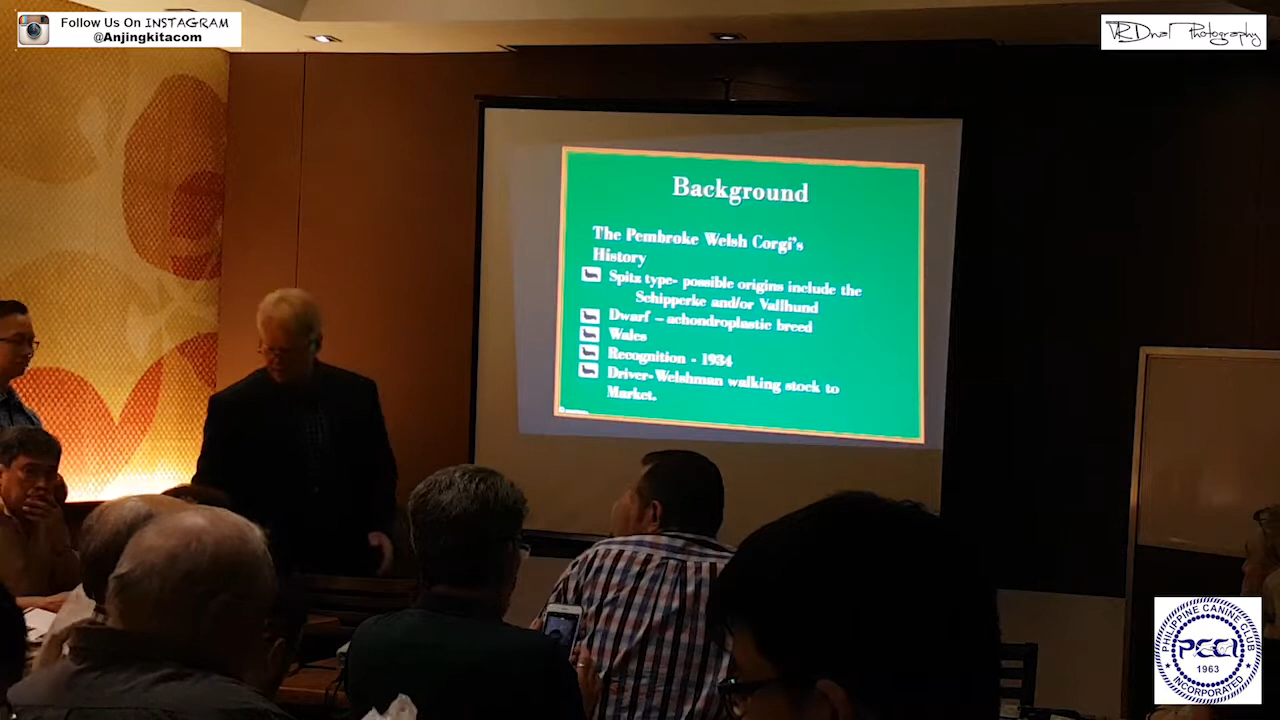 Follow Us On INSTAGRAM
@Anjingkitacom
VRDnal Photography
Background
The Pembroke Welsh Corgi's
History
Spitz type- possible origins include the
Schipperke and/or Vallhund
Dwarf – achondroplastic breed
Wales
Recognition - 1934
Driver- Welshman walking stock to
Market.
PHILIPPINE CANINE CLUB
PCCI
1963
INCORPORATED